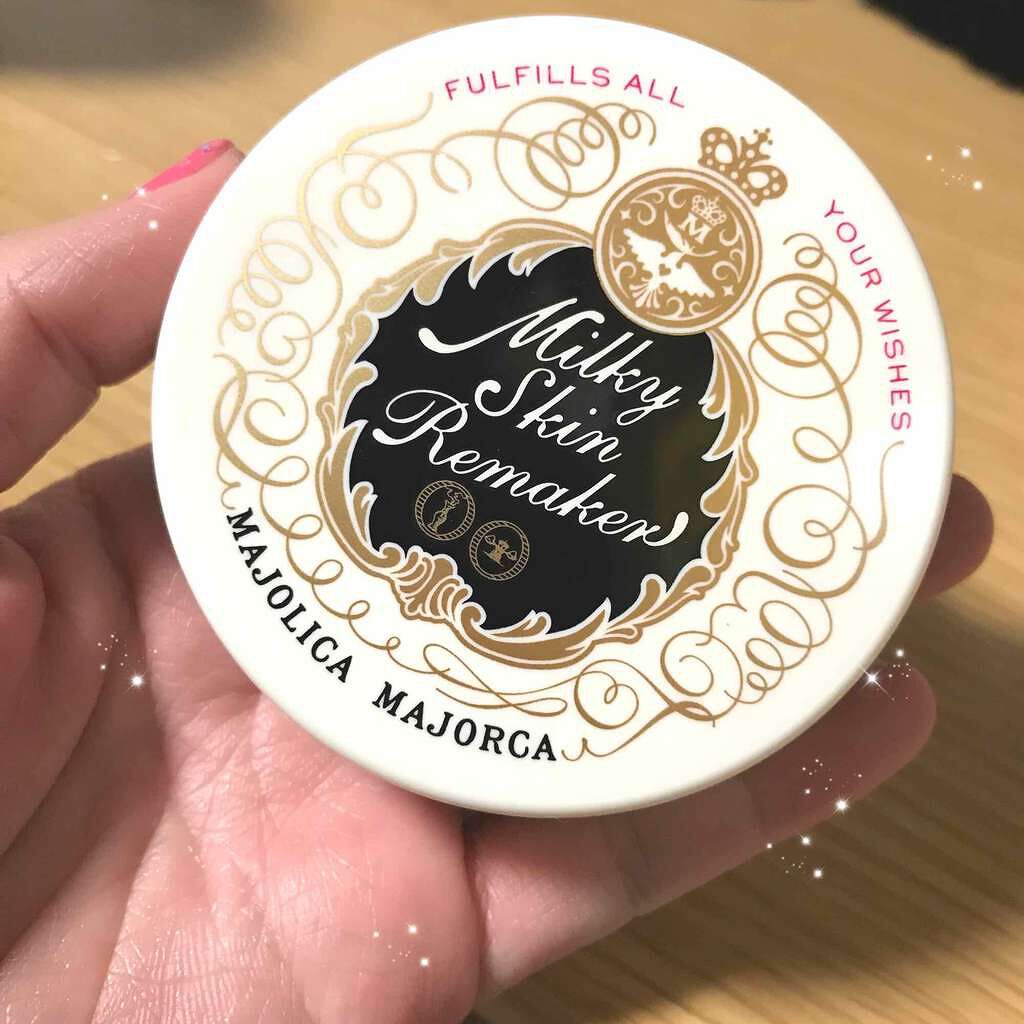 FULFILLS ALL
YOUR WISHES
M
Milky
Skin
Remaker
MAJOLICA MAJORCA